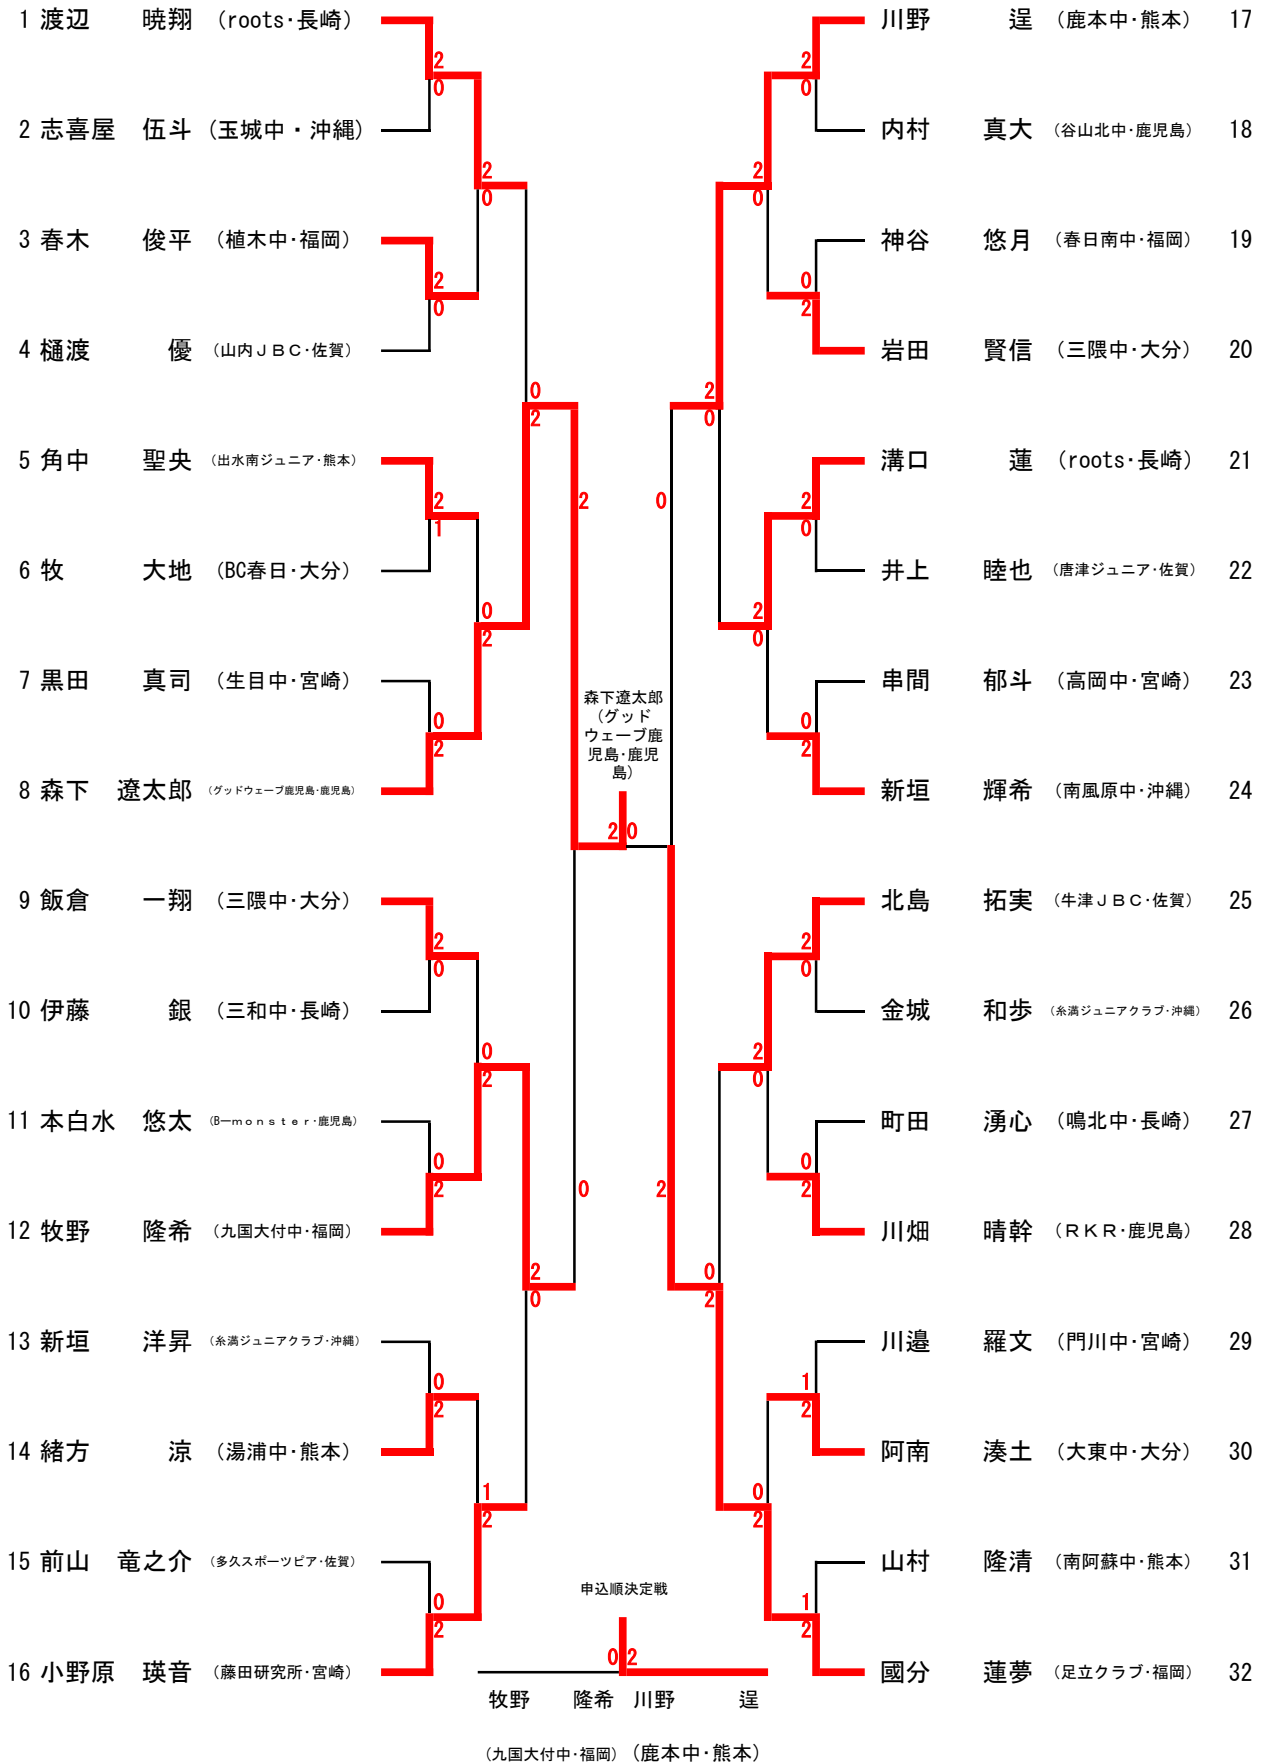 1 渡辺 暁翔 (roots·長崎)
2
0
2 志喜屋 伍斗 (玉城中・沖縄)
2
0
3 春木 俊平 (植木中·福岡)
2
0
4 樋渡 優 (山内ＪＢＣ·佐賀)
0
2
5 角中 聖央 (出水南ジュニア·熊本)
2
1
6 牧 大地 (BC春日·大分)
0
2
7 黒田 真司 (生目中·宮崎)
0
2
8 森下 遼太郎 (グッドウェーブ鹿児島·鹿児島)
2
9 飯倉 一翔 (三隈中·大分)
2
0
10 伊藤 銀 (三和中·長崎)
0
2
11 本白水 悠太 (B－ｍｏｎｓｔｅｒ·鹿児島)
0
2
12 牧野 隆希 (九国大付中·福岡)
0
2
0
13 新垣 洋昇 (糸満ジュニアクラブ·沖縄)
0
2
14 緒方 涼 (湯浦中·熊本)
1
2
15 前山 竜之介 (多久スポーツピア·佐賀)
0
2
16 小野原 瑛音 (藤田研究所·宮崎)
森下遼太郎
(グッド
ウェーブ鹿
児島·鹿児
島)
2 0
川野 逞 (鹿本中·熊本) 17
2
0
内村 真大 (谷山北中·鹿児島) 18
2
0
神谷 悠月 (春日南中·福岡) 19
0
2
岩田 賢信 (三隈中·大分) 20
2
0
溝口 蓮 (roots·長崎) 21
0
2
0
井上 睦也 (唐津ジュニア·佐賀) 22
2
0
串間 郁斗 (高岡中·宮崎) 23
0
2
新垣 輝希 (南風原中·沖縄) 24
北島 拓実 (牛津ＪＢＣ·佐賀) 25
2
0
金城 和歩 (糸満ジュニアクラブ·沖縄) 26
2
0
町田 湧心 (鳴北中·長崎) 27
0
2
川畑 晴幹 (ＲＫＲ·鹿児島) 28
2
0
2
川邉 羅文 (門川中·宮崎) 29
1
2
阿南 湊土 (大東中·大分) 30
0
2
山村 隆清 (南阿蘇中·熊本) 31
1
2
國分 蓮夢 (足立クラブ·福岡) 32
申込順決定戦
0 2
牧野 隆希 川野 逞
(九国大付中·福岡) (鹿本中·熊本)